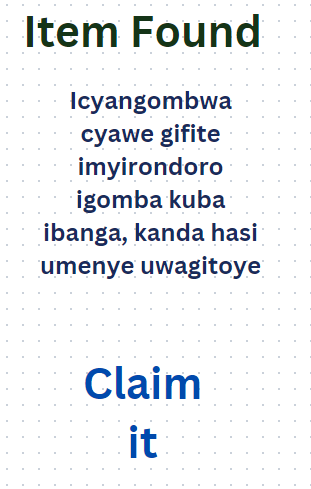 Item Found
Icyangombwa
cyawe gifite
imyirondoro
igomba kuba
ibanga, kanda hasi
umenye uwagitoye
Claim
it